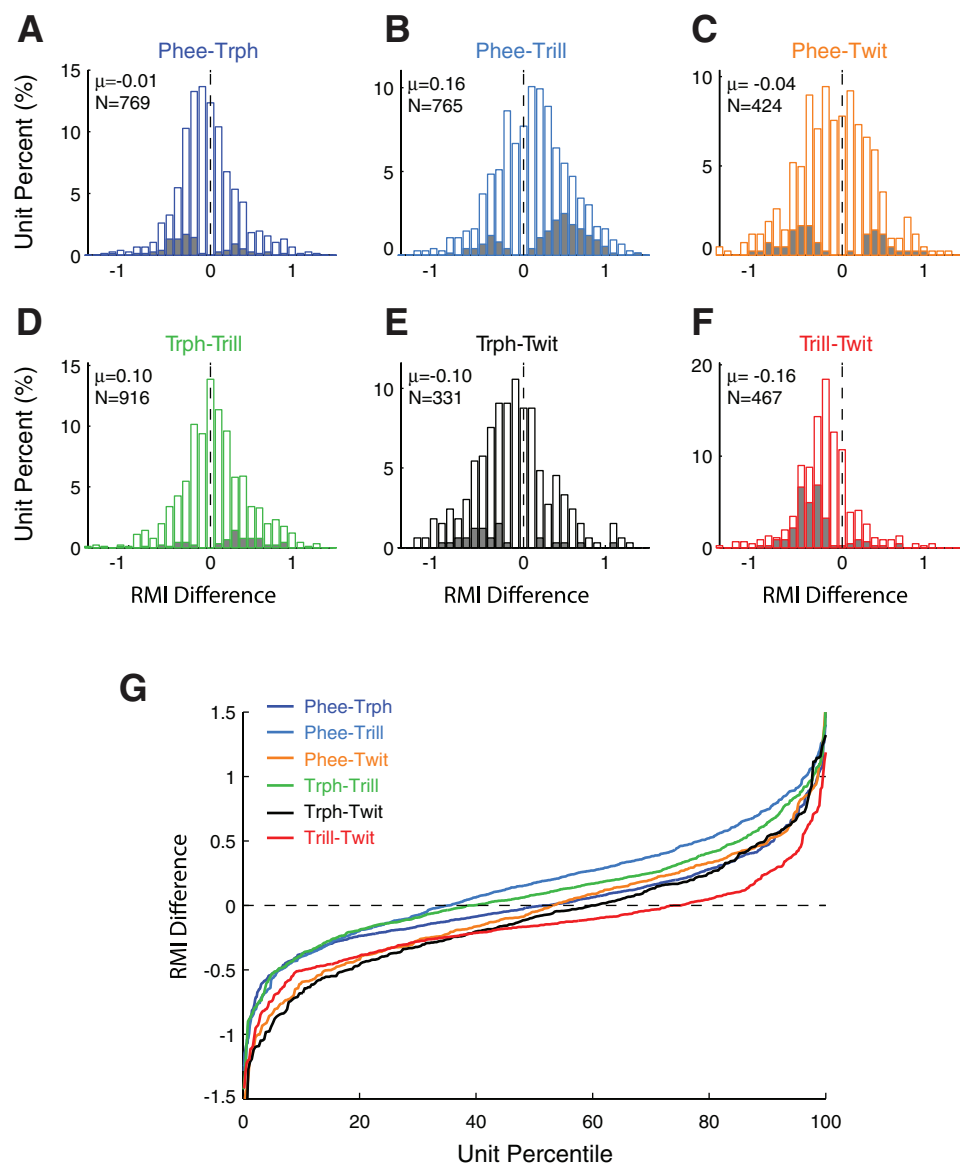 A
B
C
Phee-Trph
Phee-Trill
Phee-Twit
Unit Percent (%)
15
10
5
0
μ=-0.01
N=769
-1 0 1
10
5
0
μ=0.16
N=765
-1 0 1
10
5
0
μ= -0.04
N=424
-1 0 1
D
E
F
Trph-Trill
Trph-Twit
Trill-Twit
Unit Percent (%)
15
10
5
0
μ=0.10
N=916
-1 0 1
RMI Difference
10
5
0
μ=-0.10
N=331
-1 0 1
RMI Difference
20
10
0
μ= -0.16
N=467
-1 0 1
RMI Difference
G
RMI Difference
1.5
1
0.5
0
-0.5
-1
-1.5
Phee-Trph
Phee-Trill
Phee-Twit
Trph-Trill
Trph-Twit
Trill-Twit
0 20 40 60 80 100
Unit Percentile